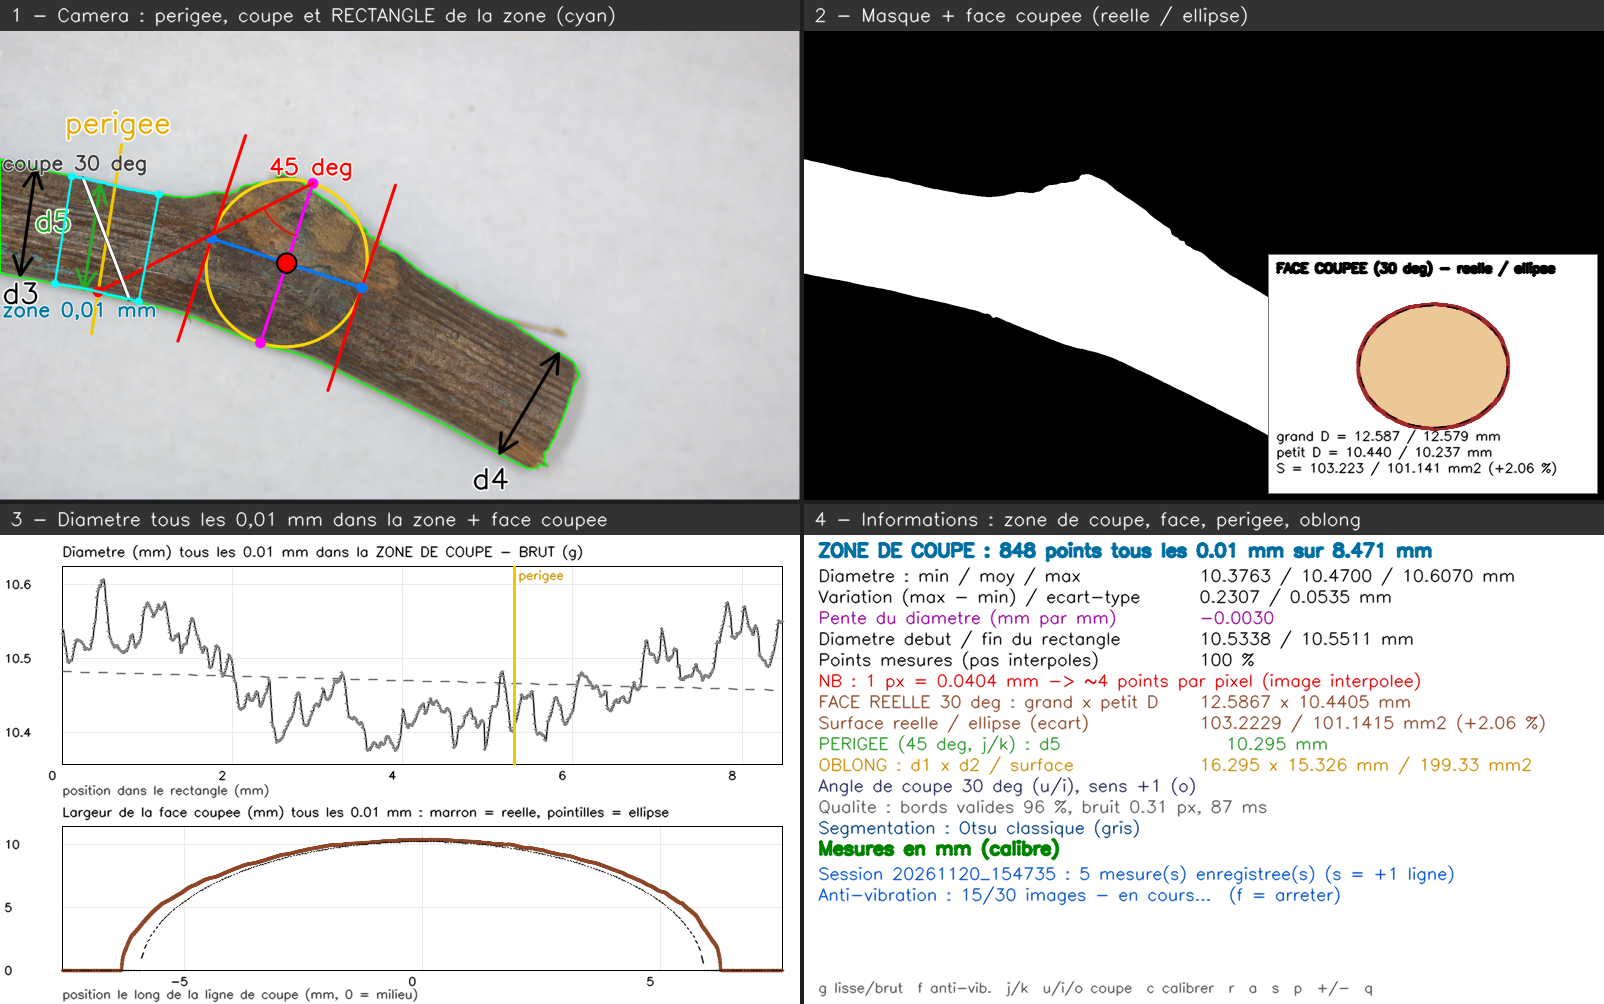 1 - Camera : perigee, coupe et RECTANGLE de la zone (cyan)
perigee
coupe 30 deg
45 deg
d5
d3
zone 0,01 mm
d4
2 - Masque + face coupee (reelle / ellipse)
FACE COUPEE (30 deg) - reelle / ellipse
grand D = 12.587 / 12.579 mm
petit D = 10.440 / 10.237 mm
S = 103.223 / 101.141 mm2 (+2.06 %)
3 - Diametre tous les 0,01 mm dans la zone + face coupee
Diametre (mm) tous les 0.01 mm dans la ZONE DE COUPE - BRUT (g)
perigee
10.6
10.5
10.4
0 2 4 6 8
position dans le rectangle (mm)
Largeur de la face coupee (mm) tous les 0.01 mm : marron = reelle, pointilles = ellipse
10
5
0
-5 0 5
position le long de la ligne de coupe (mm, 0 = milieu)
4 - Informations : zone de coupe, face, perigee, oblong
ZONE DE COUPE : 848 points tous les 0.01 mm sur 8.471 mm
Diametre : min / moy / max 10.3763 / 10.4700 / 10.6070 mm
Variation (max - min) / ecart-type 0.2307 / 0.0535 mm
Pente du diametre (mm par mm) -0.0030
Diametre debut / fin du rectangle 10.5338 / 10.5511 mm
Points mesures (pas interpoles) 100 %
NB : 1 px = 0.0404 mm -> ~4 points par pixel (image interpolee)
FACE REELLE 30 deg : grand x petit D 12.5867 x 10.4405 mm
Surface reelle / ellipse (ecart) 103.2229 / 101.1415 mm2 (+2.06 %)
PERIGEE (45 deg, j/k) : d5 10.295 mm
OBLONG : d1 x d2 / surface 16.295 x 15.326 mm / 199.33 mm2
Angle de coupe 30 deg (u/i), sens +1 (o)
Qualite : bords valides 96 %, bruit 0.31 px, 87 ms
Segmentation : Otsu classique (gris)
Mesures en mm (calibre)
Session 20261120_154735 : 5 mesure(s) enregistree(s) (s = +1 ligne)
Anti-vibration : 15/30 images - en cours... (f = arreter)
g lisse/brut f anti-vib. j/k u/i/o coupe c calibrer r a s p +/- q